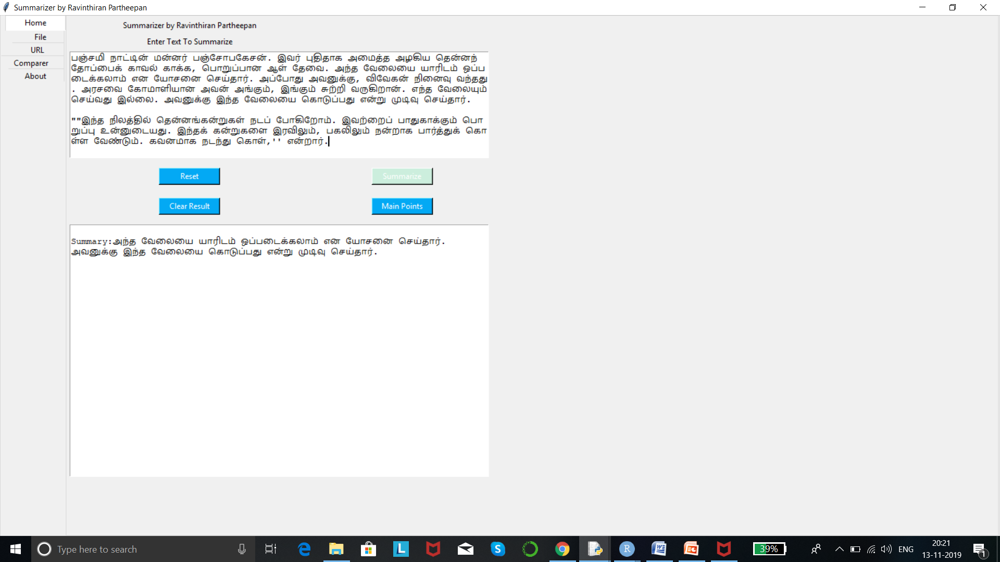 Summarizer by Ravinthiran Partheepan
Home
File
URL
Comparer
About
Summarizer by Ravinthiran Partheepan
Enter Text To Summarize
பஞ்சமி நாட்டின் மன்னர் பஞ்சோபகேசன். இவர் புதிதாக அமைத்த அழகிய தென்னந்
தோப்பைக் காவல் காக்க, பொறுப்பான ஆள் தேவை. அந்த வேலையை யாரிடம் ஒப்ப
டைக்கலாம் என யோசனை செய்தார். அப்போது அவனுக்கு, விவேகன் நினைவு வந்தது
. அரசவை கோமாளியான அவன் அங்கும், இங்கும் சுற்றி வருகிறான். எந்த வேலையும்
செய்வது இல்லை. அவனுக்கு இந்த வேலையை கொடுப்பது என்று முடிவு செய்தார்.
""இந்த நிலத்தில் தென்னங்கன்றுகள் நடப் போகிறோம். இவற்றைப் பாதுகாக்கும் பொ
றுப்பு உன்னுடையது. இந்தக் கன்றுகளை இரவிலும், பகலிலும் நன்றாக பார்த்துக் கொ
ள்ள வேண்டும். கவனமாக நடந்து கொள்,'' என்றார்.
Reset
Summarize
Clear Result
Main Points
Summary:அந்த வேலையை யாரிடம் ஒப்படைக்கலாம் என யோசனை செய்தார்.
அவனுக்கு இந்த வேலையை கொடுப்பது என்று முடிவு செய்தார்.
Type here to search
39%
ENG
20:21
13-11-2019
1